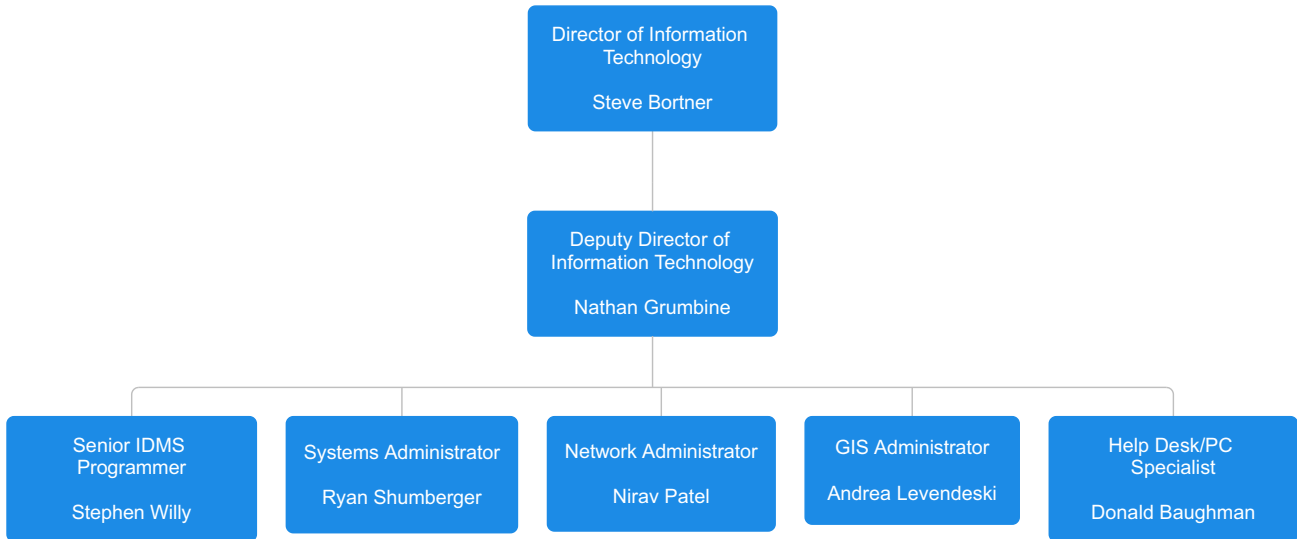 Director of Information
Technology
Steve Bortner
Deputy Director of
Information Technology
Nathan Grumbine
Senior IDMS
Programmer
Stephen Willy
Systems Administrator
Ryan Shumberger
Network Administrator
Nirav Patel
GIS Administrator
Andrea Levendeski
Help Desk/PC
Specialist
Donald Baughman